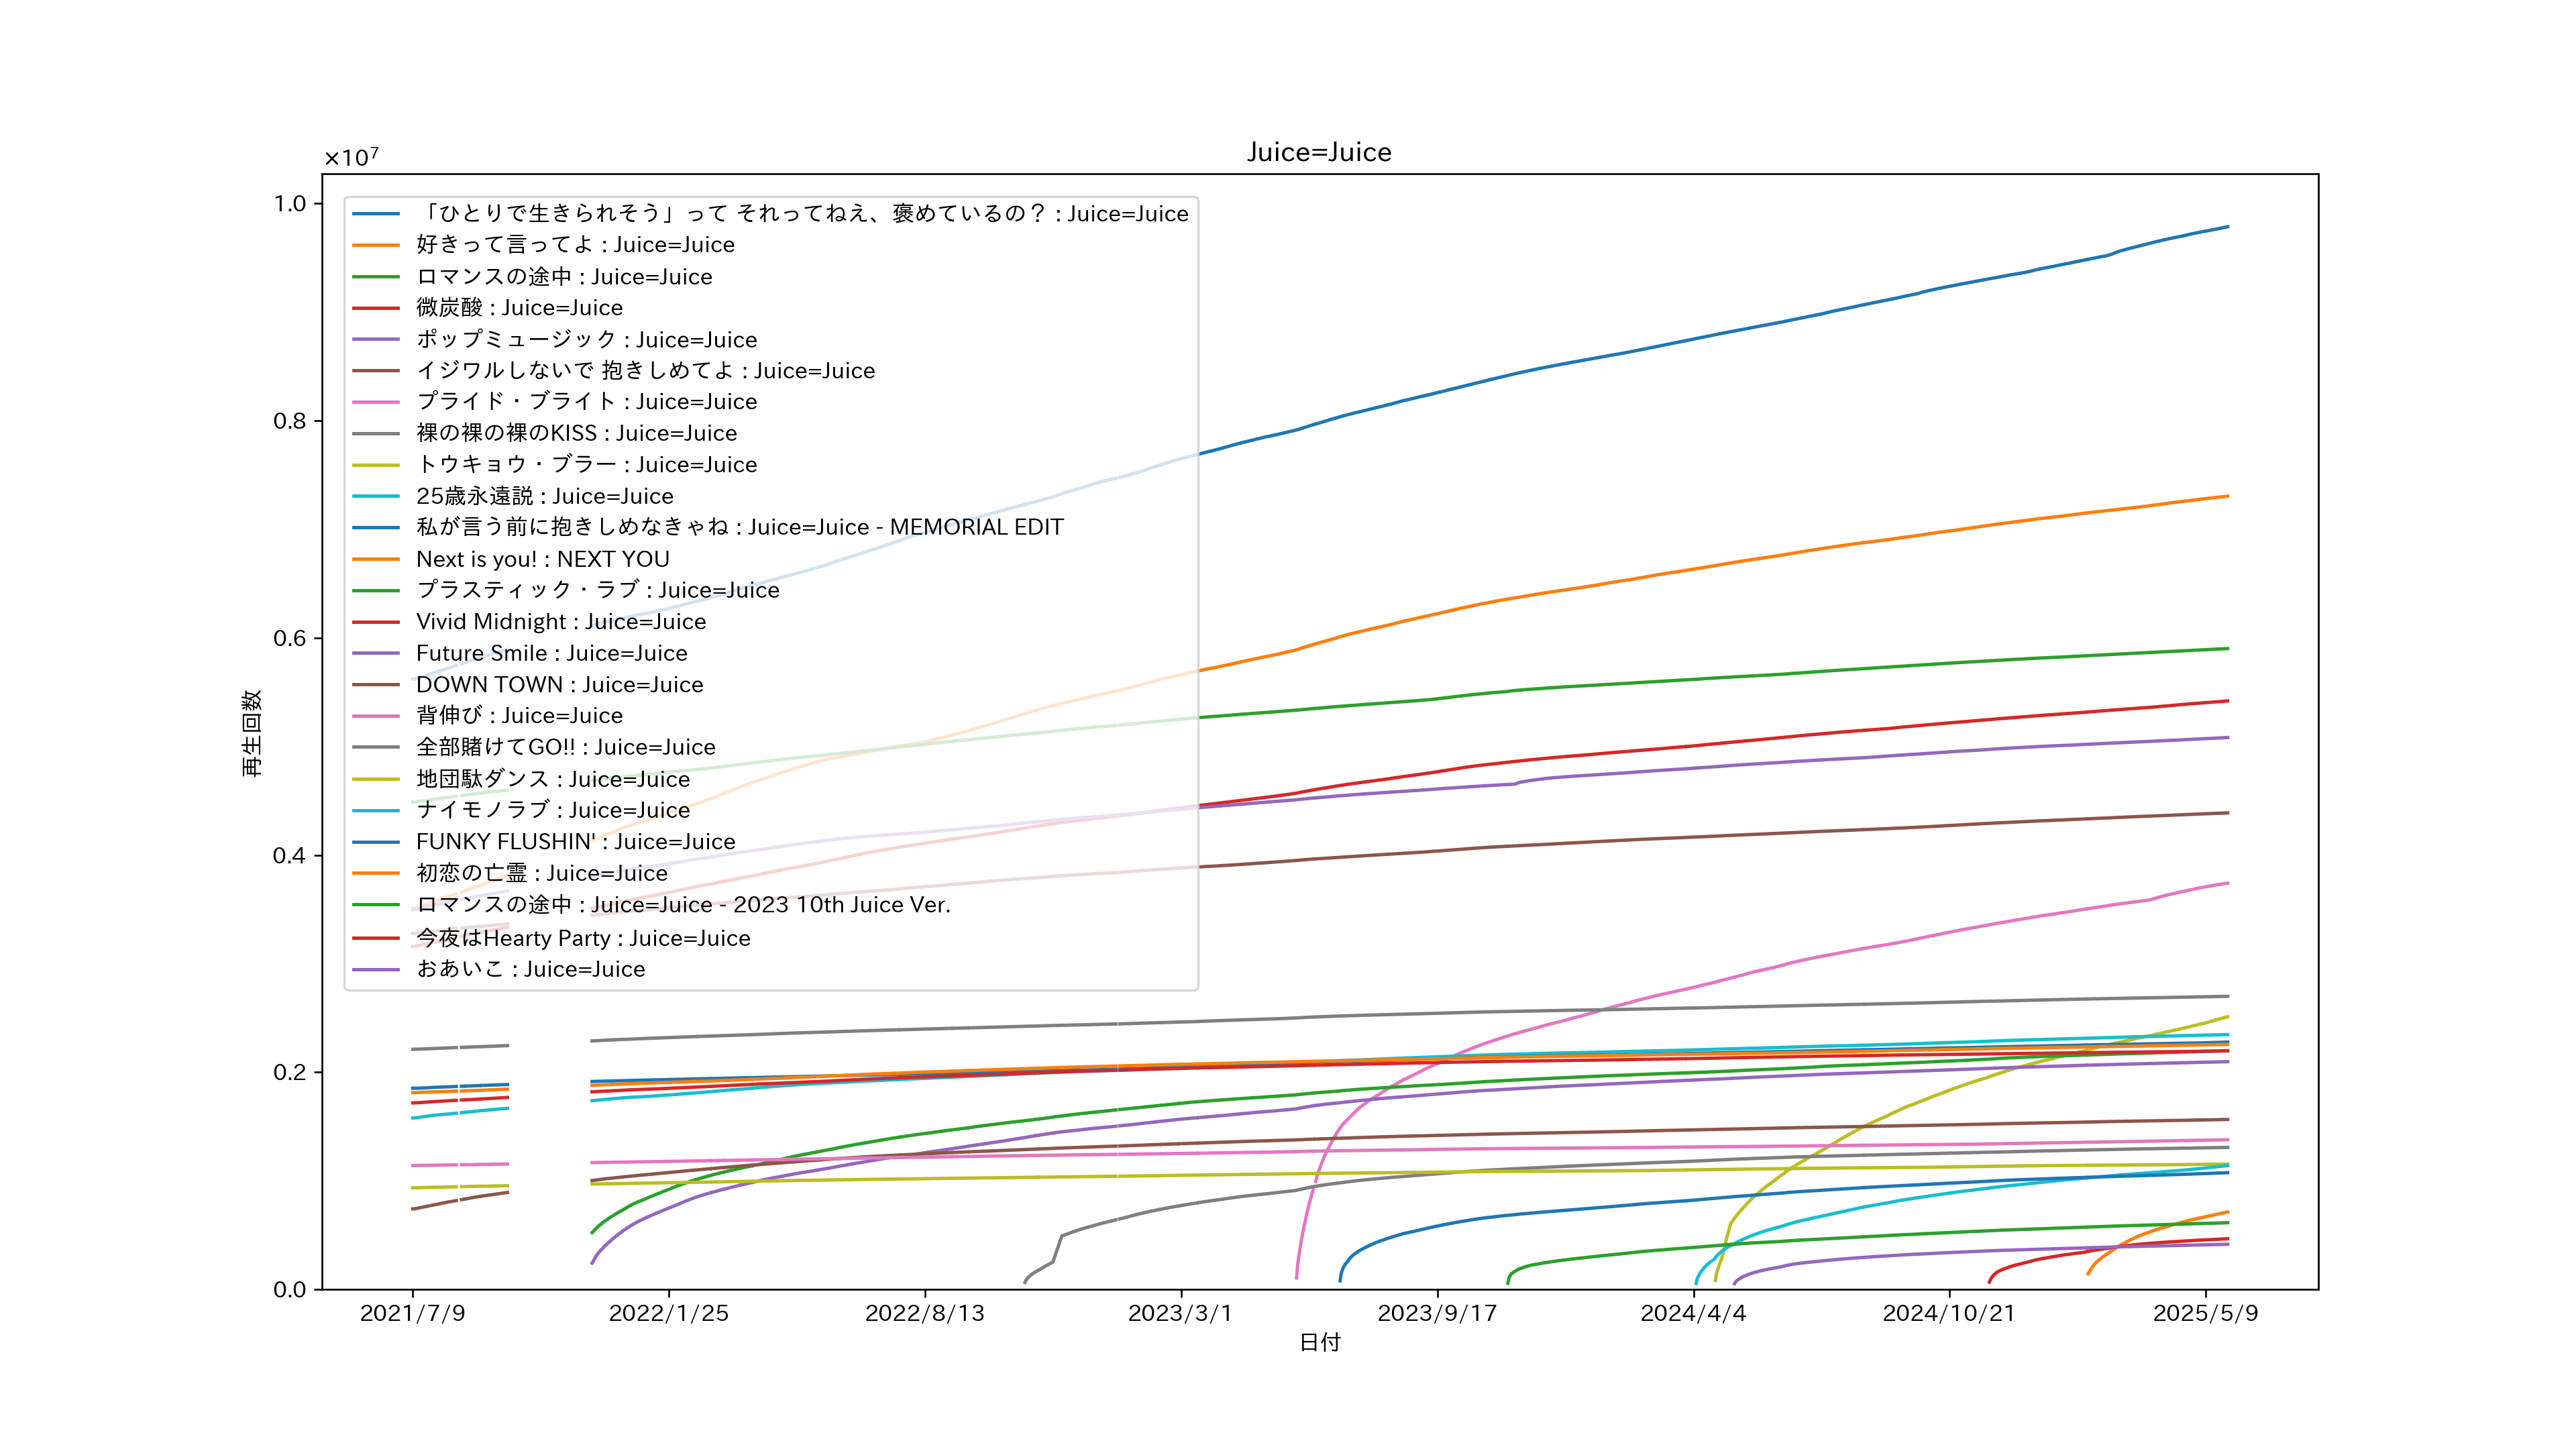 Juice=Juice
×10⁷
1.0
0.8
0.6
0.4
0.2
0.0
再生回数
「ひとりで生きられそう」って それってねえ、褒めているの？ : Juice=Juice
好きって言ってよ : Juice=Juice
ロマンスの途中 : Juice=Juice
微炭酸 : Juice=Juice
ポップミュージック : Juice=Juice
イジワルしないで 抱きしめてよ : Juice=Juice
プライド・ブライト : Juice=Juice
裸の裸の裸のKISS : Juice=Juice
トウキョウ・ブラー : Juice=Juice
25歳永遠説 : Juice=Juice
私が言う前に抱きしめなきゃね : Juice=Juice - MEMORIAL EDIT
Next is you! : NEXT YOU
プラスティック・ラブ : Juice=Juice
Vivid Midnight : Juice=Juice
Future Smile : Juice=Juice
DOWN TOWN : Juice=Juice
背伸び : Juice=Juice
全部賭けてGO!! : Juice=Juice
地団駄ダンス : Juice=Juice
ナイモノラブ : Juice=Juice
FUNKY FLUSHIN' : Juice=Juice
初恋の亡霊 : Juice=Juice
ロマンスの途中 : Juice=Juice - 2023 10th Juice Ver.
今夜はHearty Party : Juice=Juice
おあいこ : Juice=Juice
2021/7/9 2022/1/25 2022/8/13 2023/3/1 2023/9/17 2024/4/4 2024/10/21 2025/5/9
日付